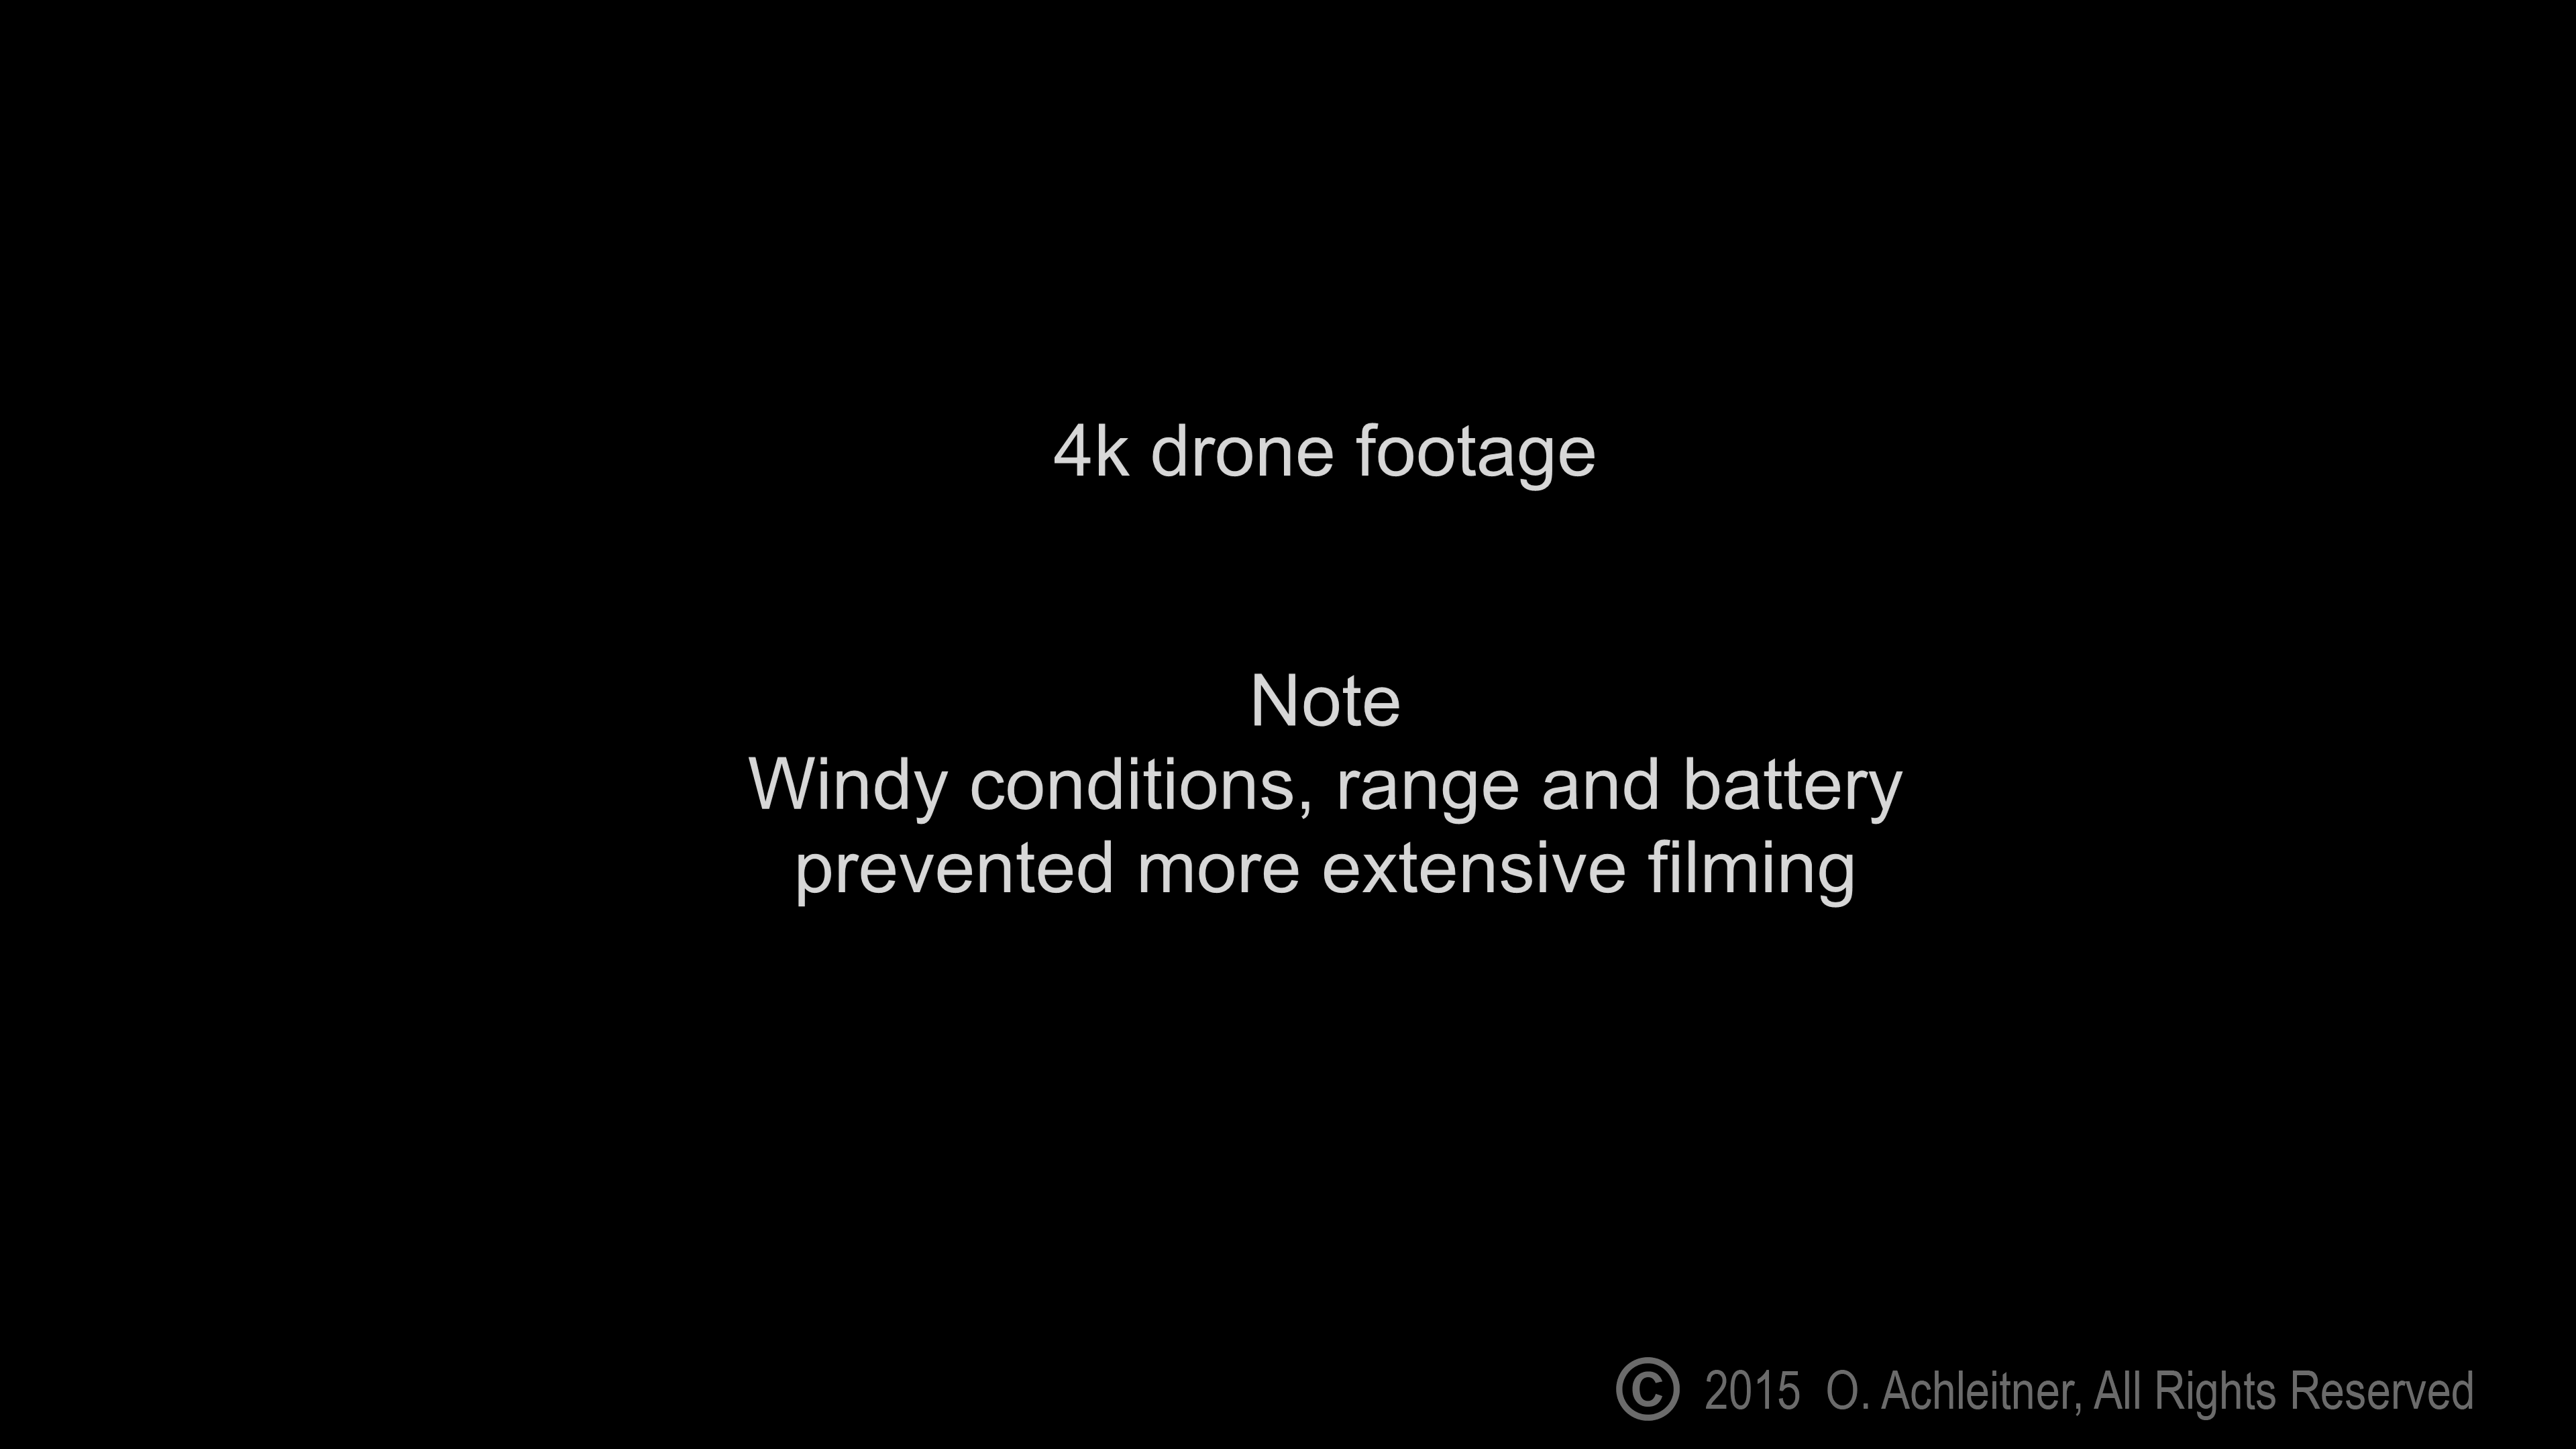 4k drone footage
Note
Windy conditions, range and battery
prevented more extensive filming
© 2015 O. Achleitner, All Rights Reserved